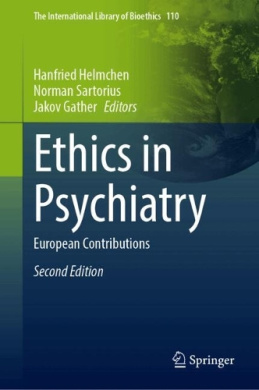 The International Library of Bioethics 110
Hanfried Helmchen
Norman Sartorius
Jakov Gather Editors
Ethics in
Psychiatry
European Contributions
Second Edition
Springer